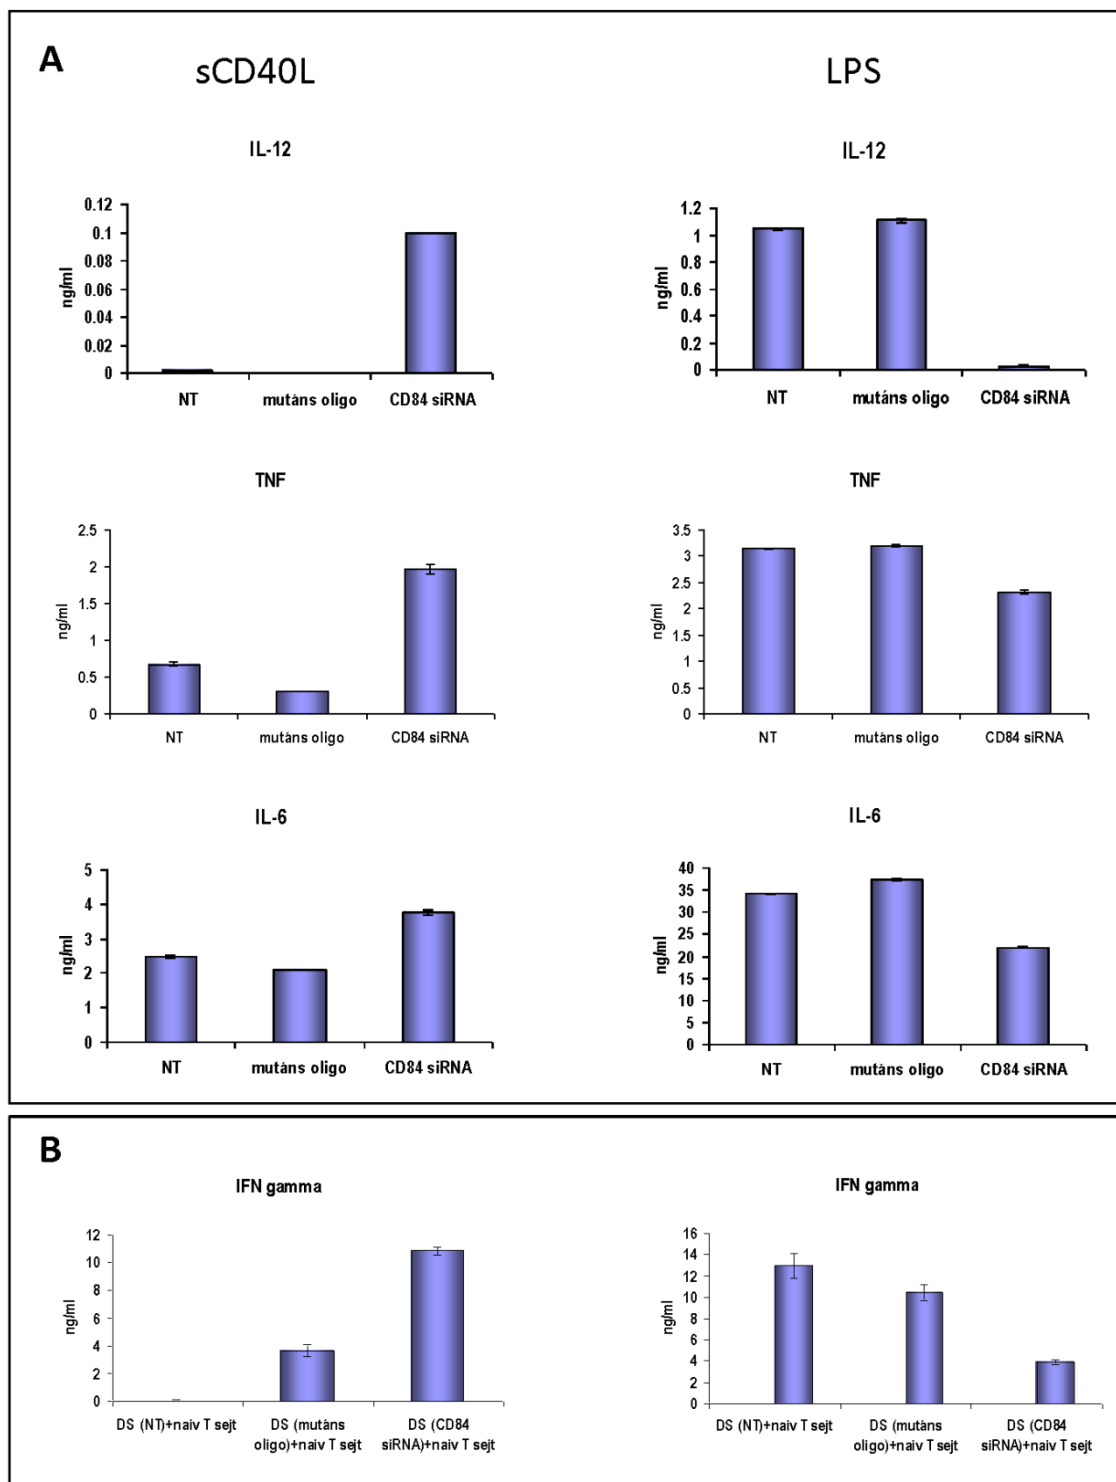 A
sCD40L
LPS
IL-12
0.12
0.1
0.08
0.06
0.04
0.02
0
ng/ml
NT mutáns oligo CD84 siRNA
IL-12
1.2
1
0.8
0.6
0.4
0.2
0
ng/ml
NT mutáns oligo CD84 siRNA
TNF
2.5
2
1.5
1
0.5
0
ng/ml
NT mutáns oligo CD84 siRNA
TNF
3.5
3
2.5
2
1.5
1
0.5
0
ng/ml
NT mutáns oligo CD84 siRNA
IL-6
5
4
3
2
1
0
ng/ml
NT mutáns oligo CD84 siRNA
IL-6
40
35
30
25
20
15
10
5
0
ng/ml
NT mutáns oligo CD84 siRNA
B
IFN gamma
12
10
8
6
4
2
0
ng/ml
DS (NT)+naiv T sejt DS (mutáns DS (CD84
oligo)+naiv T sejt siRNA)+naiv T sejt
IFN gamma
16
14
12
10
8
6
4
2
0
ng/ml
DS (NT)+naiv T sejt DS (mutáns DS (CD84
oligo)+naiv T sejt siRNA)+naiv T sejt